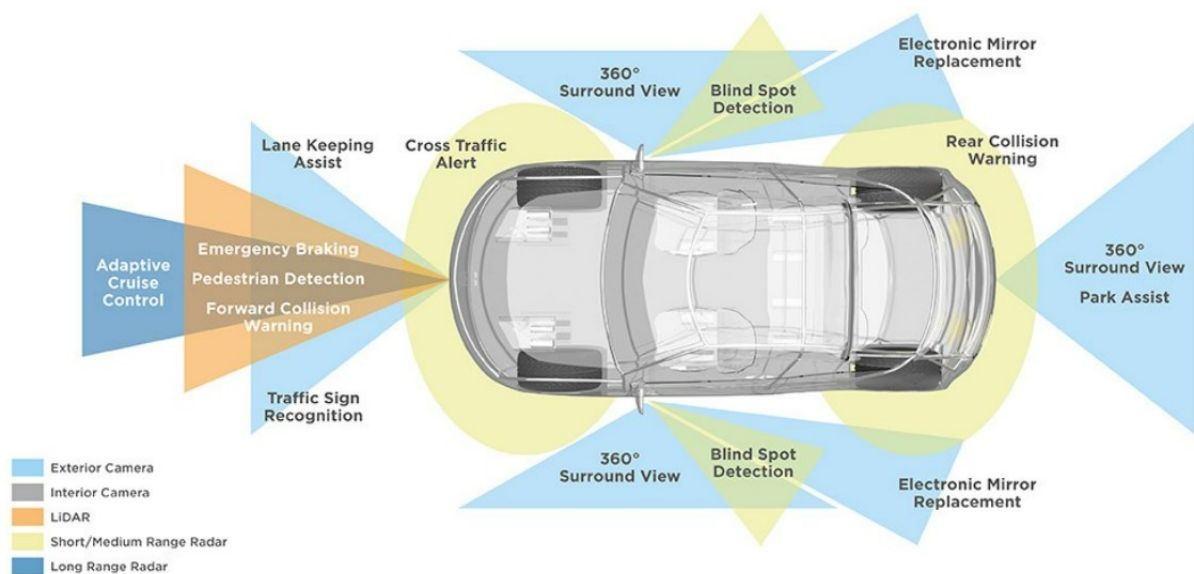 360°
Surround View
Blind Spot
Detection
Electronic Mirror
Replacement
Lane Keeping
Assist
Cross Traffic
Alert
Rear Collision
Warning
Adaptive
Cruise
Control
Emergency Braking
Pedestrian Detection
Forward Collision
Warning
360°
Surround View
Park Assist
Traffic Sign
Recognition
360°
Surround View
Blind Spot
Detection
Electronic Mirror
Replacement
Exterior Camera
Interior Camera
LiDAR
Short/Medium Range Radar
Long Range Radar